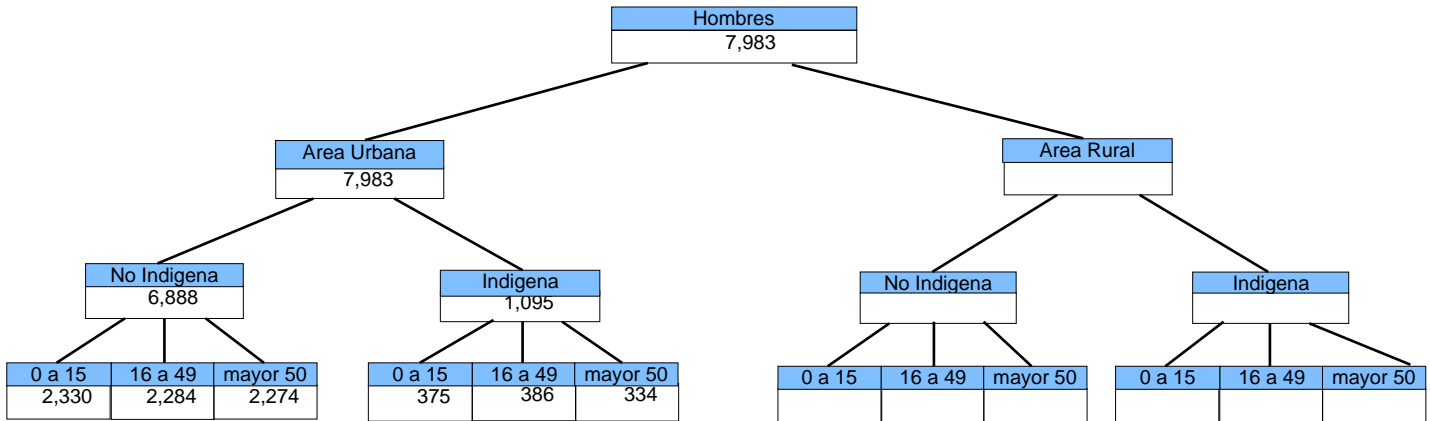 Hombres
7,983
Area Urbana
7,983
Area Rural
No Indigena
6,888
Indigena
1,095
No Indigena
Indigena
0 a 15 16 a 49 mayor 50
2,330 2,284 2,274
0 a 15 16 a 49 mayor 50
375 386 334
0 a 15 16 a 49 mayor 50
0 a 15 16 a 49 mayor 50